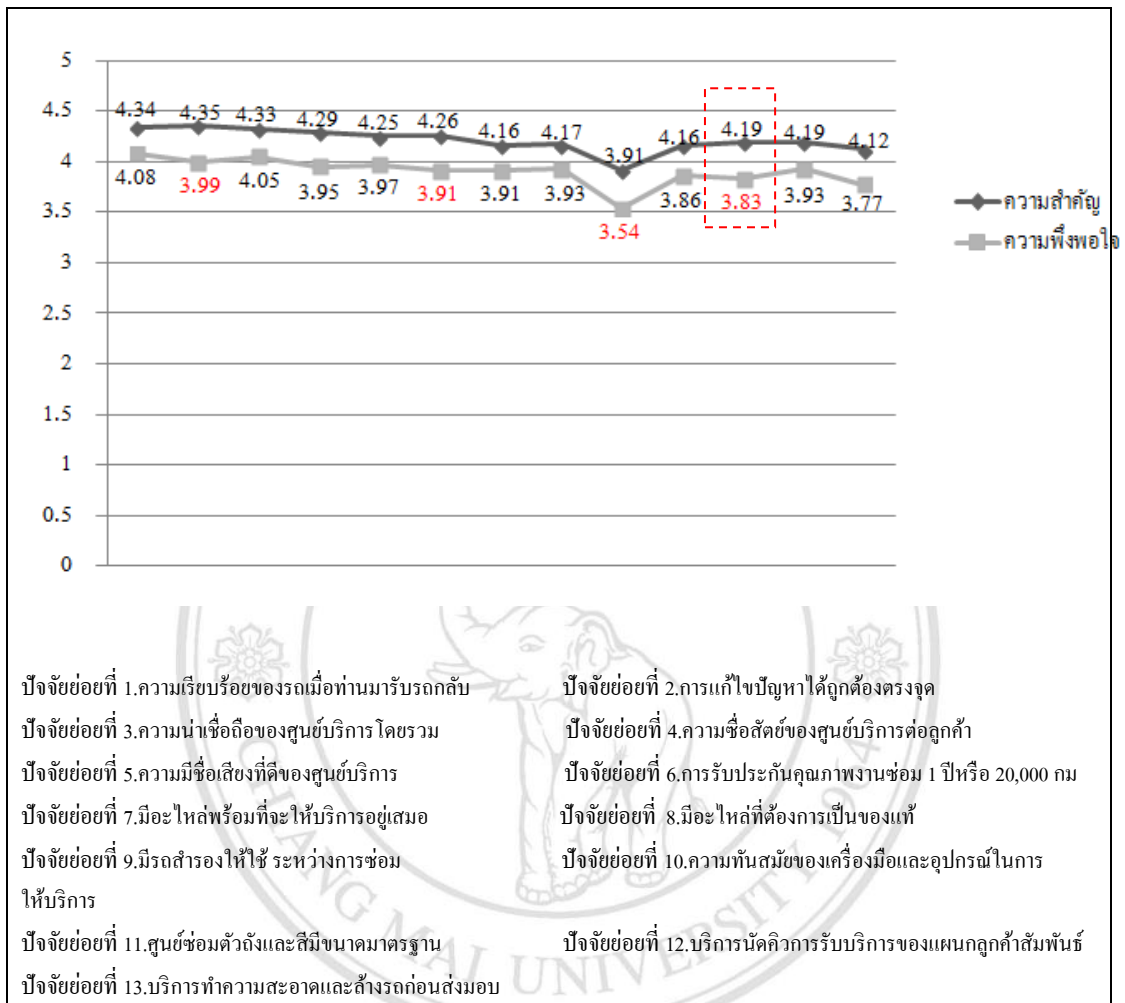 5
4.5
4
3.5
3
2.5
2
1.5
1
0.5
0
4.34 4.35 4.33 4.29 4.25 4.26 4.16 4.17 3.91 4.16 4.19 4.19 4.12
4.08 3.99 4.05 3.95 3.97 3.91 3.91 3.93 3.54 3.86 3.83 3.93 3.77
ความสำคัญ
ความพึงพอใจ
ปัจจัยย่อยที่ 1.ความเรียบร้อยของรถเมื่อท่านมารับรถกลับ ปัจจัยย่อยที่ 2.การแก้ไขปัญหาได้ถูกต้องตรงจุด
ปัจจัยย่อยที่ 3.ความน่าเชื่อถือของศูนย์บริการโดยรวม ปัจจัยย่อยที่ 4.ความซื่อสัตย์ของศูนย์บริการต่อลูกค้า
ปัจจัยย่อยที่ 5.ความมีชื่อเสียงที่ดีของศูนย์บริการ ปัจจัยย่อยที่ 6.การรับประกันคุณภาพงานซ่อม 1 ปีหรือ 20,000 กม
ปัจจัยย่อยที่ 7.มีอะไหล่พร้อมที่จะให้บริการอยู่เสมอ ปัจจัยย่อยที่ 8.มีอะไหล่ที่ต้องการเป็นของแท้
ปัจจัยย่อยที่ 9.มีรถสำรองให้ใช้ ระหว่างการซ่อม ปัจจัยย่อยที่ 10.ความทันสมัยของเครื่องมือและอุปกรณ์ในการ
ให้บริการ
ปัจจัยย่อยที่ 11.ศูนย์ซ่อมตัวถังและสีมีขนาดมาตรฐาน ปัจจัยย่อยที่ 12.บริการนัดคิวการรับบริการของแผนกลูกค้าสัมพันธ์
ปัจจัยย่อยที่ 13.บริการทำความสะอาดและล้างรถก่อนส่งมอบ
CHIANG MAI UNIVERSITY 1964